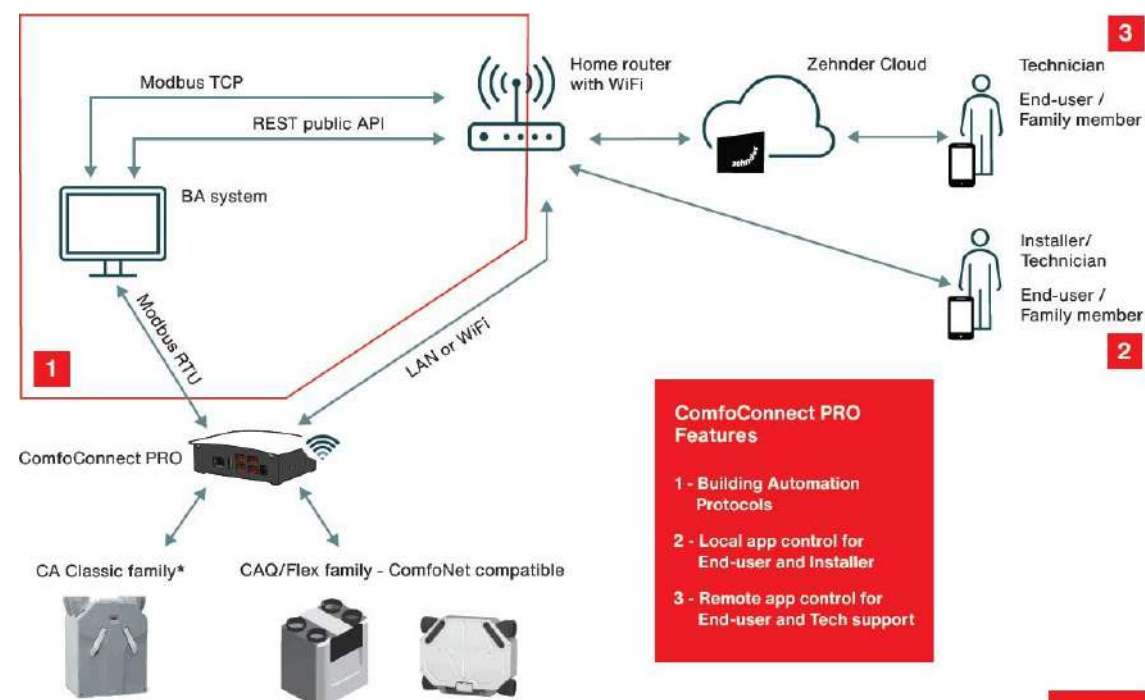 3
Modbus TCP
Home router
with WiFi
Zehnder Cloud
Technician
End-user /
Family member
REST public API
zehnder
BA system
Installer/
Technician
End-user /
Family member
2
Modbus RTU
LAN or WiFi
1
ComfoConnect PRO
ComfoConnect PRO
Features
1 - Building Automation
Protocols
2 - Local app control for
End-user and Installer
3 - Remote app control for
End-user and Tech support
CA Classic family*
CAQ/Flex family - ComfoNet compatible